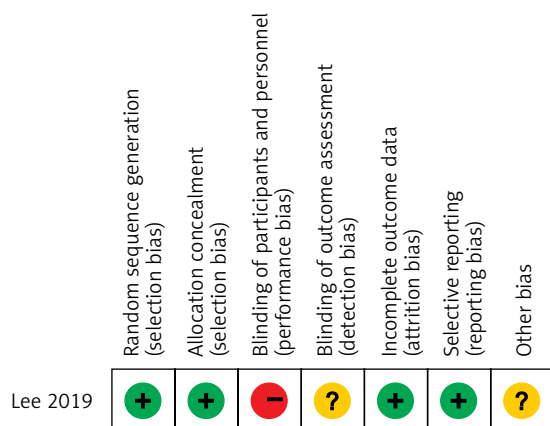 Random sequence generation
(selection bias)
Allocation concealment
(selection bias)
Blinding of participants and personnel
(performance bias)
Blinding of outcome assessment
(detection bias)
Incomplete outcome data
(attrition bias)
Selective reporting
(reporting bias)
Other bias
Lee 2019 + + – ? + + ?